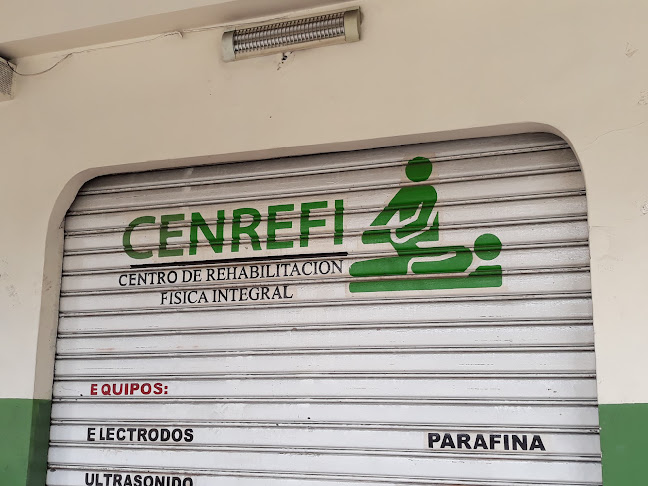 CENREFI
CENTRO DE REHABILITACION
FISICA INTEGRAL
EQUIPOS:
ELECTRODOS
PARAFINA
ULTRASONIDO